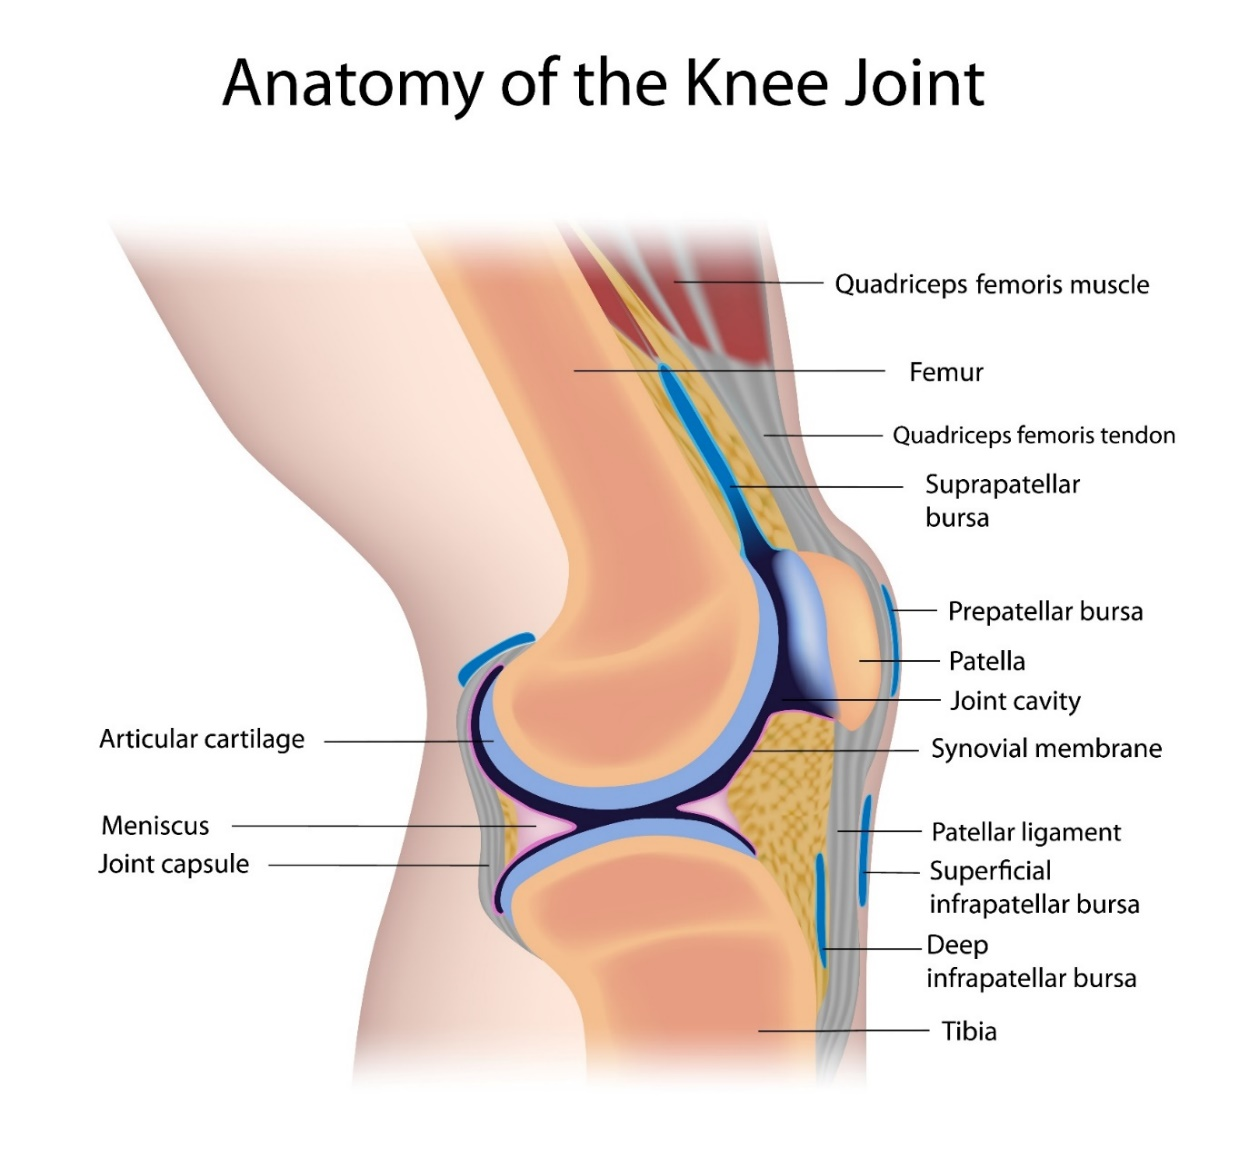 Anatomy of the Knee Joint
Quadriceps femoris muscle
Femur
Quadriceps femoris tendon
Suprapatellar
bursa
Prepatellar bursa
Patella
Joint cavity
Articular cartilage
Synovial membrane
Meniscus
Patellar ligament
Joint capsule
Superficial
infrapatellar bursa
Deep
infrapatellar bursa
Tibia